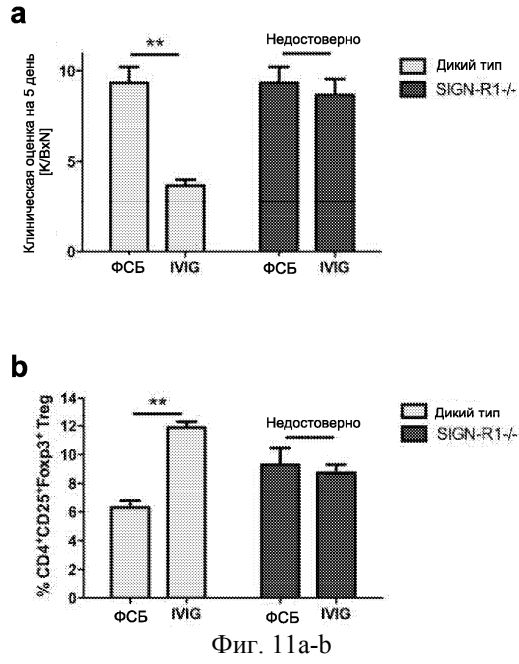 a
**
Недостоверно
Дикий тип
SIGN-R1-/-
Клиническая оценка на 5 день
[K/BxN]
10
5
0
ФСБ
IVIG
ФСБ
IVIG
b
**
Недостоверно
Дикий тип
SIGN-R1-/-
% CD4+CD25+Foxp3+ Treg
14
12
10
8
6
4
2
0
ФСБ
IVIG
ФСБ
IVIG
Фиг. 11a-b